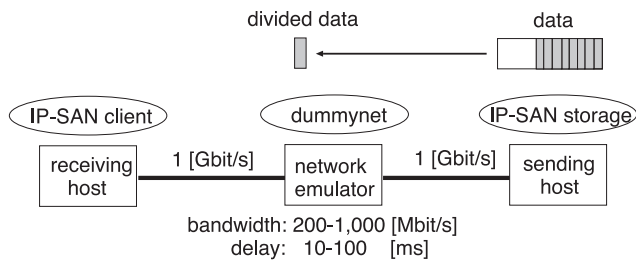 divided data
data
IP-SAN client
dummynet
IP-SAN storage
receiving
host
1 [Gbit/s]
network
emulator
1 [Gbit/s]
sending
host
bandwidth: 200-1,000 [Mbit/s]
delay: 10-100 [ms]